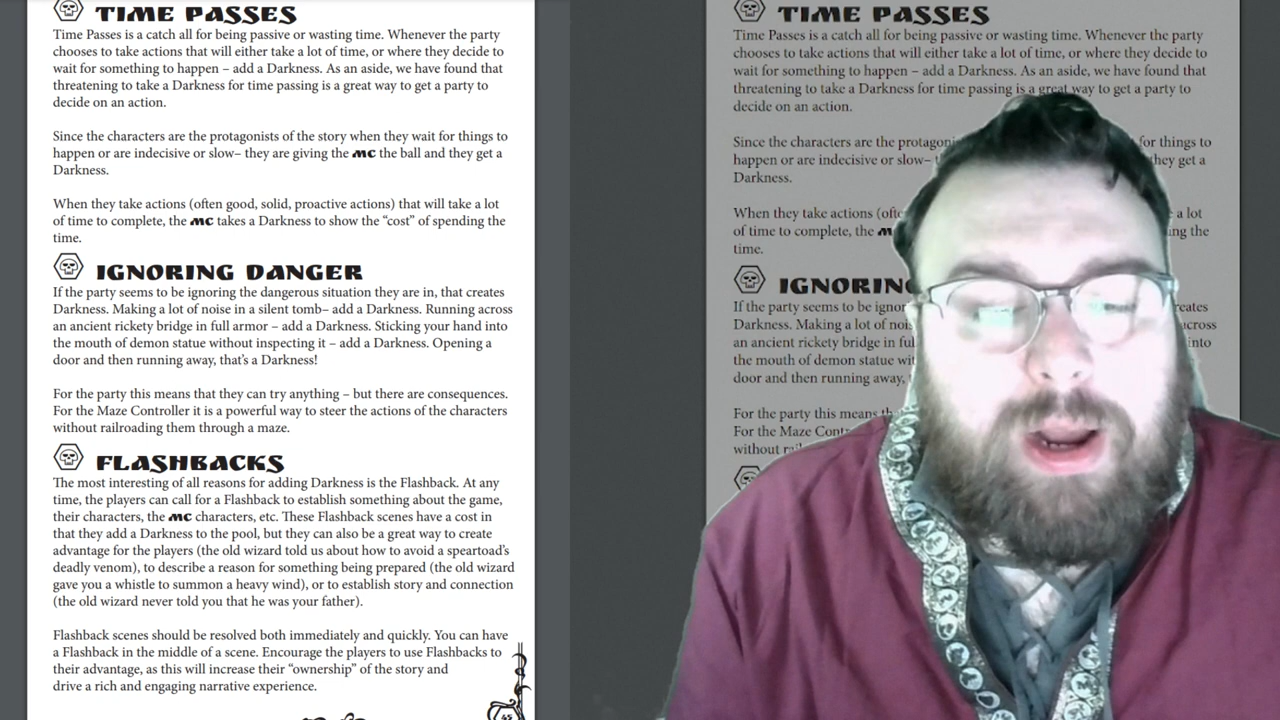 TIME PASSES
Time Passes is a catch all for being passive or wasting time. Whenever the party
chooses to take actions that will either take a lot of time, or where they decide to
wait for something to happen – add a Darkness. As an aside, we have found that
threatening to take a Darkness for time passing is a great way to get a party to
decide on an action.
Since the characters are the protagonists of the story when they wait for things to
happen or are indecisive or slow– they are giving the MC the ball and they get a
Darkness.
When they take actions (often good, solid, proactive actions) that will take a lot
of time to complete, the MC takes a Darkness to show the “cost” of spending the
time.
IGNORING DANGER
If the party seems to be ignoring the dangerous situation they are in, that creates
Darkness. Making a lot of noise in a silent tomb– add a Darkness. Running across
an ancient rickety bridge in full armor – add a Darkness. Sticking your hand into
the mouth of demon statue without inspecting it – add a Darkness. Opening a
door and then running away, that’s a Darkness!
For the party this means that they can try anything – but there are consequences.
For the Maze Controller it is a powerful way to steer the actions of the characters
without railroading them through a maze.
FLASHBACKS
The most interesting of all reasons for adding Darkness is the Flashback. At any
time, the players can call for a Flashback to establish something about the game,
their characters, the MC characters, etc. These Flashback scenes have a cost in
that they add a Darkness to the pool, but they can also be a great way to create
advantage for the players (the old wizard told us about how to avoid a speartoad’s
deadly venom), to describe a reason for something being prepared (the old wizard
gave you a whistle to summon a heavy wind), or to establish story and connection
(the old wizard never told you that he was your father).
Flashback scenes should be resolved both immediately and quickly. You can have
a Flashback in the middle of a scene. Encourage the players to use Flashbacks to
their advantage, as this will increase their “ownership” of the story and
drive a rich and engaging narrative experience.
45
TIME PASSES
Time Passes is a catch all for being passive or wasting time. Whenever the party
chooses to take actions that will either take a lot of time, or where they decide to
wait for something to happen – add a Darkness. As an aside, we have found that
threatening to take a Darkness for time passing is a great way to get a party to
decide on an action.
Since the characters are the for things to
happen or are indecisive or slow– they get a
Darkness.
When they take actions a lot
of time to complete, the the
time.
IGNORING
If the party seems to be
Darkness. Making a lot of across
an ancient rickety bridge in into
the mouth of demon statue
door and then running away,
For the party this means
For the Maze
without